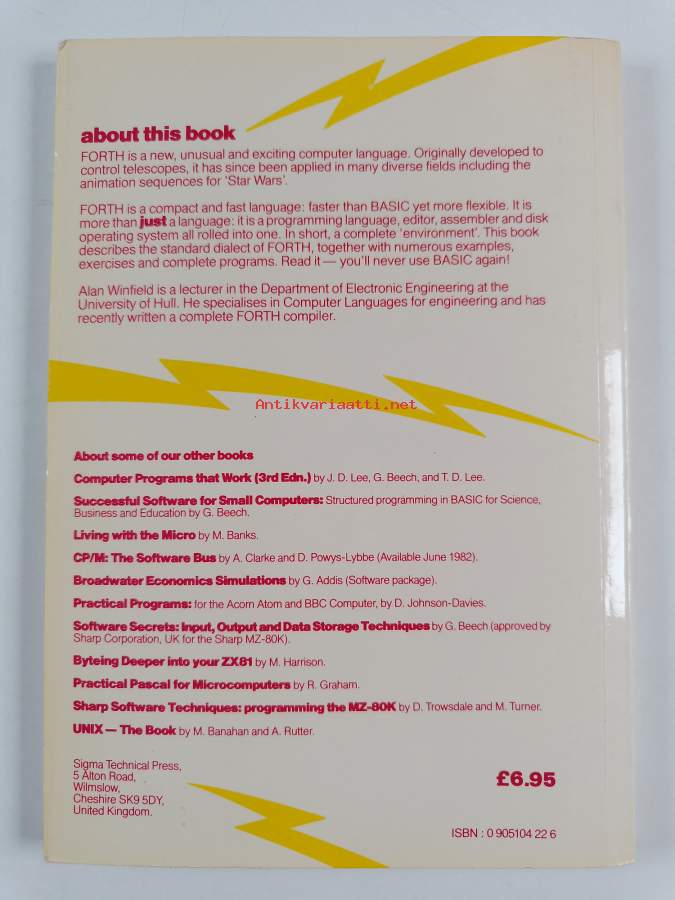 about this book
FORTH is a new, unusual and exciting computer language. Originally developed to
control telescopes, it has since been applied in many diverse fields including the
animation sequences for 'Star Wars'.
FORTH is a compact and fast language: faster than BASIC yet more flexible. It is
more than just a language: it is a programming language, editor, assembler and disk
operating system all rolled into one. In short, a complete 'environment'. This book
describes the standard dialect of FORTH, together with numerous examples,
exercises and complete programs. Read it — you'll never use BASIC again!
Alan Winfield is a lecturer in the Department of Electronic Engineering at the
University of Hull. He specialises in Computer Languages for engineering and has
recently written a complete FORTH compiler.
Antikvariaatti.net
About some of our other books
Computer Programs that Work (3rd Edn.) by J. D. Lee, G. Beech, and T. D. Lee.
Successful Software for Small Computers: Structured programming in BASIC for Science,
Business and Education by G. Beech.
Living with the Micro by M. Banks.
CP/M: The Software Bus by A. Clarke and D. Powys-Lybbe (Available June 1982).
Broadwater Economics Simulations by G. Addis (Software package).
Practical Programs: for the Acorn Atom and BBC Computer, by D. Johnson-Davies.
Software Secrets: Input, Output and Data Storage Techniques by G. Beech (approved by
Sharp Corporation, UK for the Sharp MZ-80K).
Byteing Deeper into your ZX81 by M. Harrison.
Practical Pascal for Microcomputers by R. Graham.
Sharp Software Techniques: programming the MZ-80K by D. Trowsdale and M. Turner.
UNIX — The Book by M. Banahan and A. Rutter.
Sigma Technical Press,
5 Alton Road,
Wilmslow,
Cheshire SK9 5DY,
United Kingdom.
£6.95
ISBN : 0 905104 22 6